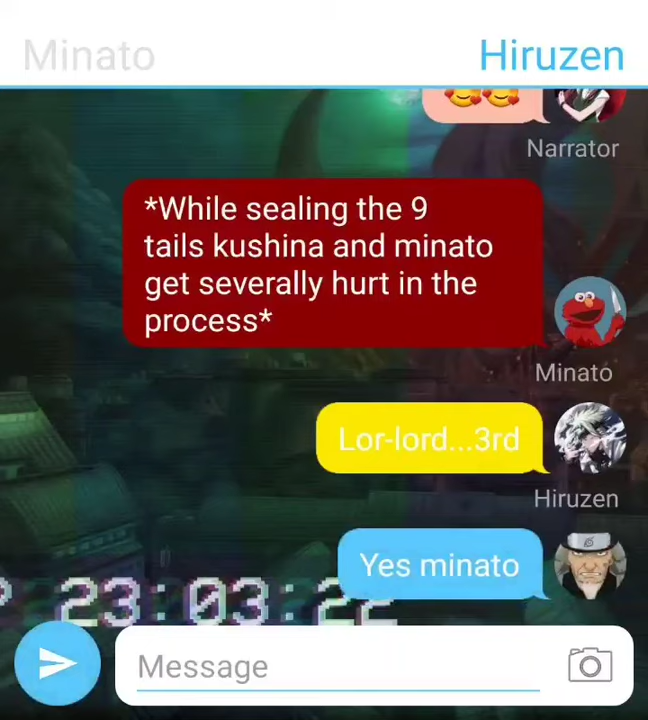 Minato
Hiruzen
Narrator
*While sealing the 9
tails kushina and minato
get severally hurt in the
process*
Minato
Lor-lord...3rd
Hiruzen
Yes minato
23:03:22
Message